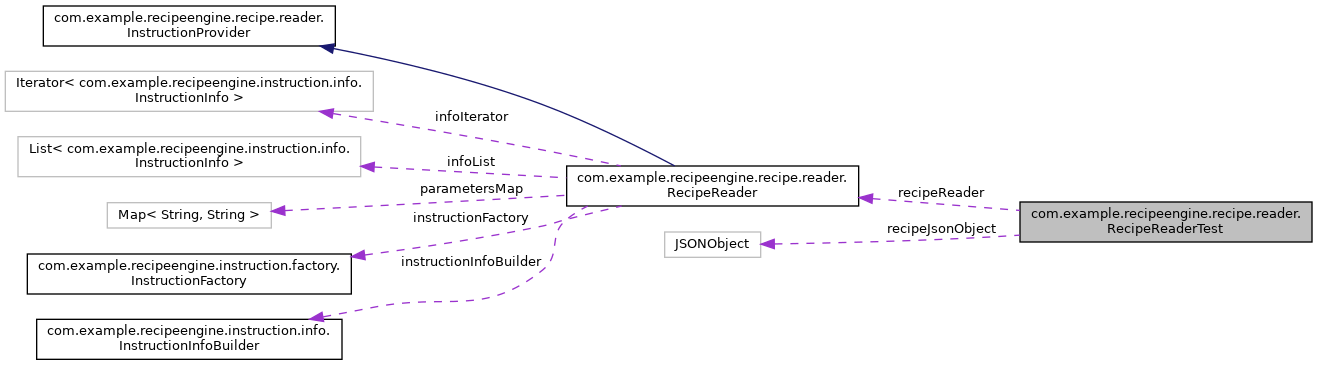 com.example.recipeengine.recipe.reader.
InstructionProvider
Iterator< com.example.recipeengine.instruction.info.
InstructionInfo >
List< com.example.recipeengine.instruction.info.
InstructionInfo >
Map< String, String >
com.example.recipeengine.instruction.factory.
InstructionFactory
com.example.recipeengine.instruction.info.
InstructionInfoBuilder
infoIterator
infoList
parametersMap
instructionFactory
instructionInfoBuilder
com.example.recipeengine.recipe.reader.
RecipeReader
JSONObject
recipeReader
recipeJsonObject
com.example.recipeengine.recipe.reader.
RecipeReaderTest